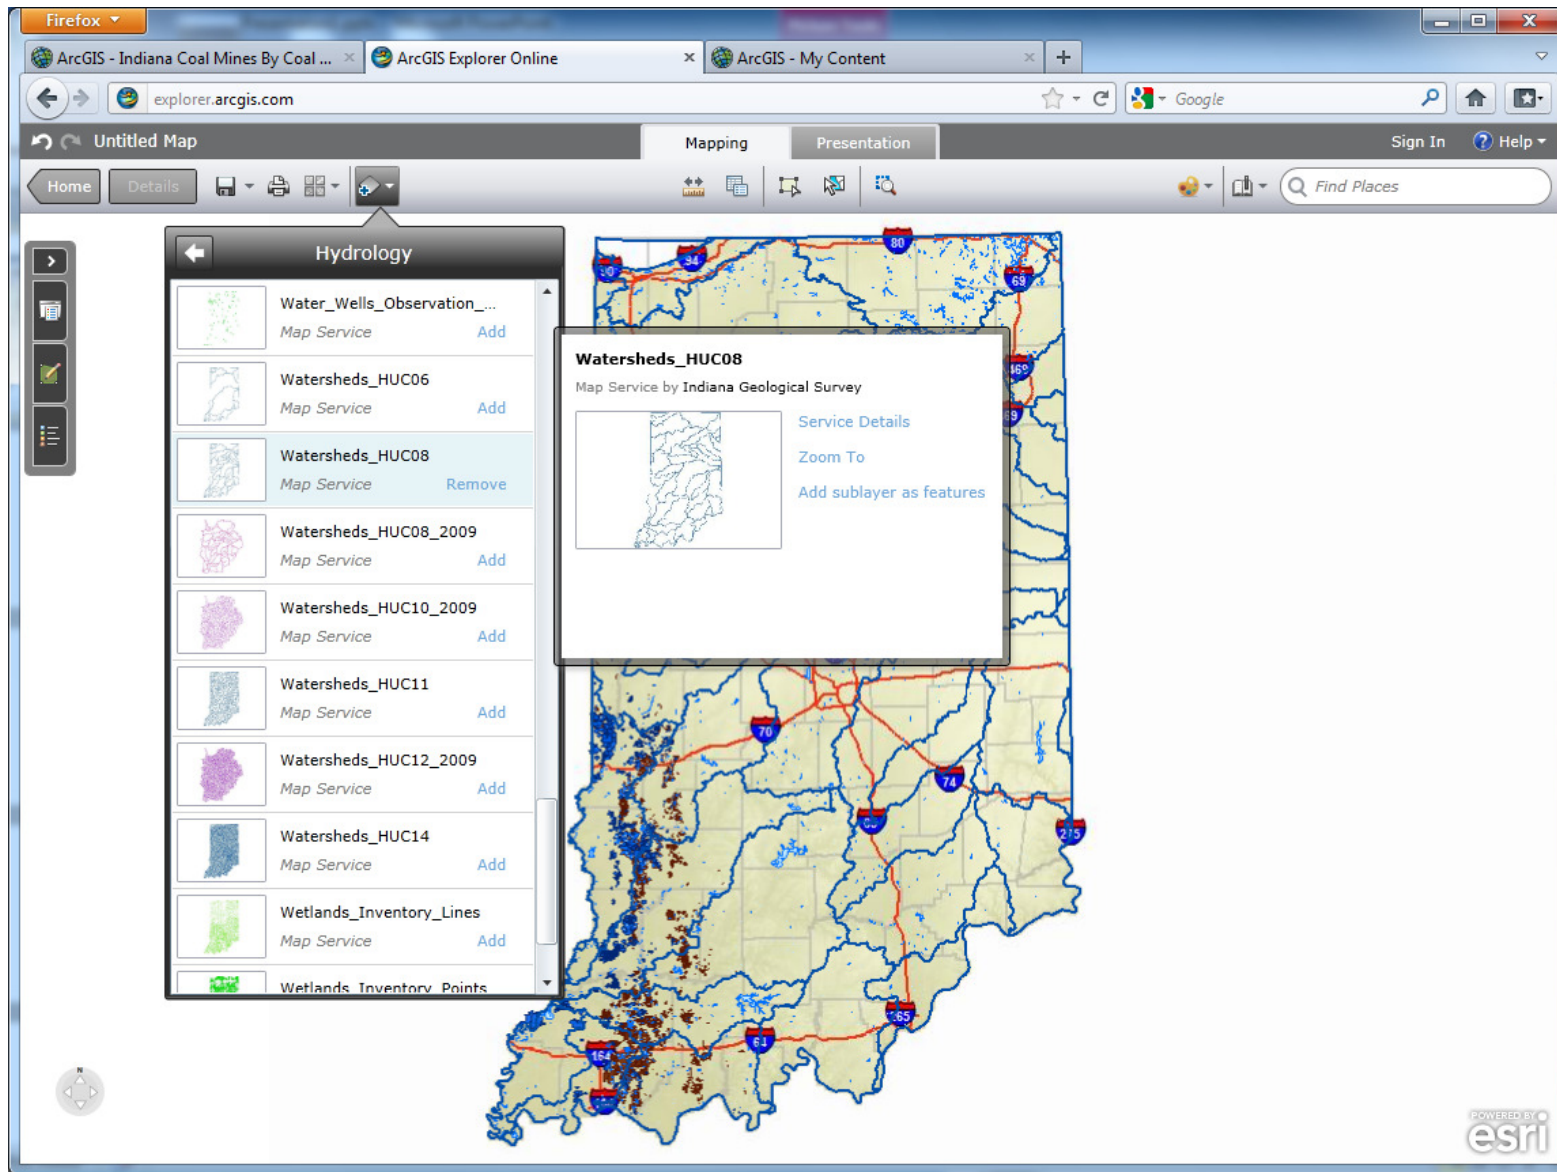 Firefox
ArcGIS - Indiana Coal Mines By Coal ...
ArcGIS Explorer Online
ArcGIS - My Content
explorer.arcgis.com
Google
Untitled Map
Mapping
Presentation
Sign In
Help
Home
Details
Find Places
Hydrology
Water_Wells_Observation_...
Map Service Add
Watersheds_HUC06
Map Service Add
Watersheds_HUC08
Map Service Remove
Watersheds_HUC08_2009
Map Service Add
Watersheds_HUC10_2009
Map Service Add
Watersheds_HUC11
Map Service Add
Watersheds_HUC12_2009
Map Service Add
Watersheds_HUC14
Map Service Add
Wetlands_Inventory_Lines
Map Service Add
Wetlands_Inventory_Points
Watersheds_HUC08
Map Service by Indiana Geological Survey
Service Details
Zoom To
Add sublayer as features
80
94
90
69
469
69
70
74
65
275
265
64
164
N
POWERED BY
esri